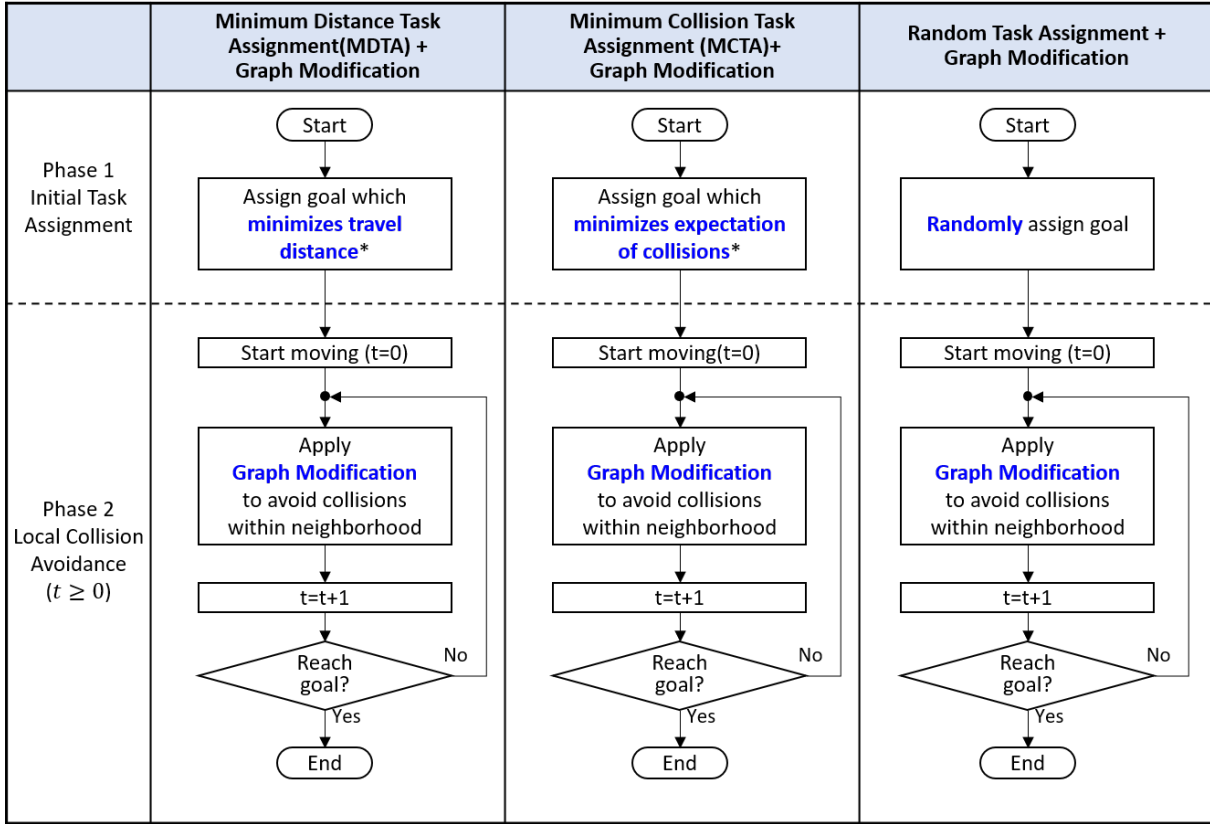 Minimum Distance Task
Assignment(MDTA) +
Graph Modification
Minimum Collision Task
Assignment (MCTA)+
Graph Modification
Random Task Assignment +
Graph Modification
Phase 1
Initial Task
Assignment
Start
Assign goal which
minimizes travel
distance*
Start
Assign goal which
minimizes expectation
of collisions*
Start
Randomly assign goal
Phase 2
Local Collision
Avoidance
(t ≥ 0)
Start moving (t=0)
Apply
Graph Modification
to avoid collisions
within neighborhood
t=t+1
Reach
goal?
No
Yes
End
Start moving(t=0)
Apply
Graph Modification
to avoid collisions
within neighborhood
t=t+1
Reach
goal?
No
Yes
End
Start moving (t=0)
Apply
Graph Modification
to avoid collisions
within neighborhood
t=t+1
Reach
goal?
No
Yes
End